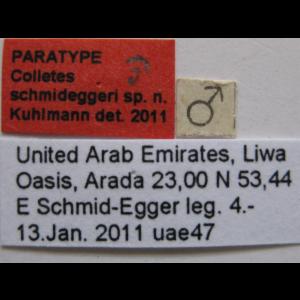 PARATYPE
Colletes ♂
schmideggeri sp. n.
Kuhlmann det. 2011
♂
United Arab Emirates, Liwa
Oasis, Arada 23,00 N 53,44
E Schmid-Egger leg. 4.-
13.Jan. 2011 uae47